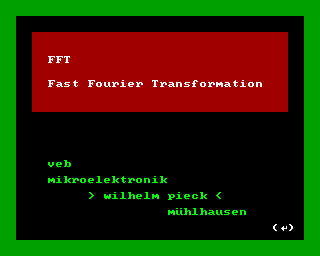 FFT
Fast Fourier Transformation
veb
mikroelektronik
> wilhelm pieck <
mühlhausen
(↵)